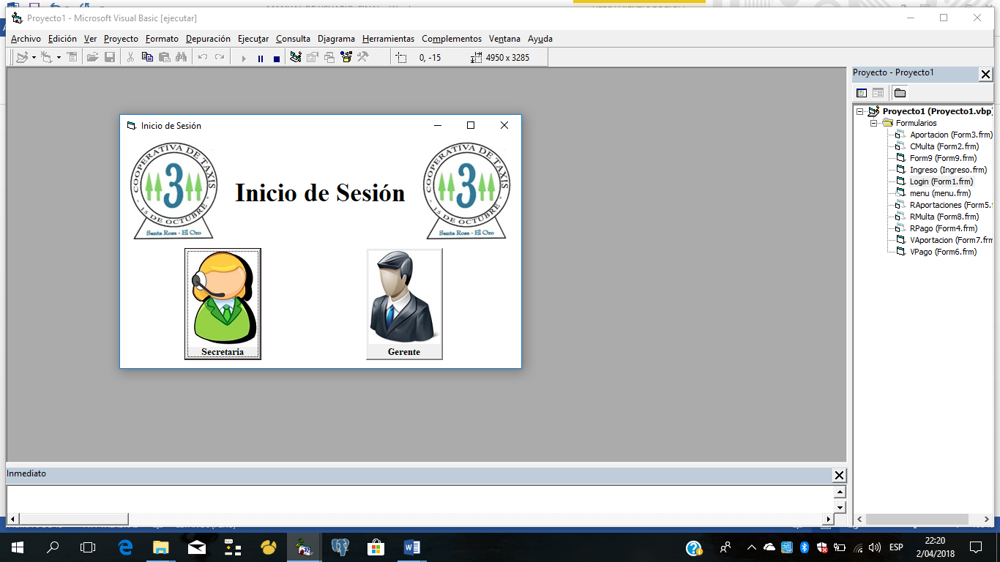 Proyecto1 - Microsoft Visual Basic [ejecutar]
Archivo Edición Ver Proyecto Formato Depuración Ejecutar Consulta Diagrama Herramientas Complementos Ventana Ayuda
0, -15 4950 x 3285
Proyecto - Proyecto1
Proyecto1 (Proyecto1.vbp)
Formularios
Aportacion (Form3.frm)
CMulta (Form2.frm)
Form9 (Form9.frm)
Ingreso (Ingreso.frm)
Login (Form1.frm)
menu (menu.frm)
RAportaciones (Form5.
RMulta (Form8.frm)
RPago (Form4.frm)
VAportacion (Form7.frm
VPago (Form6.frm)
Inicio de Sesión
COOPERATIVA DE TAXIS
3
15 DE OCTUBRE
Santa Rosa - El Oro
Inicio de Sesión
COOPERATIVA DE TAXIS
3
15 DE OCTUBRE
Santa Rosa - El Oro
Secretaria
Gerente
Inmediato
ESP
22:20
2/04/2018